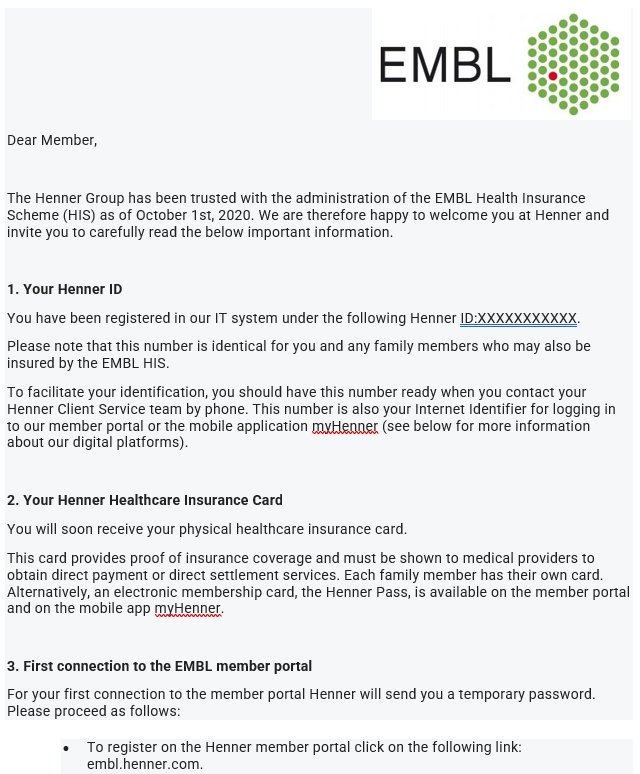 EMBL
Dear Member,
The Henner Group has been trusted with the administration of the EMBL Health Insurance
Scheme (HIS) as of October 1st, 2020. We are therefore happy to welcome you at Henner and
invite you to carefully read the below important information.
1. Your Henner ID
You have been registered in our IT system under the following Henner ID:XXXXXXXXXXX.
Please note that this number is identical for you and any family members who may also be
insured by the EMBL HIS.
To facilitate your identification, you should have this number ready when you contact your
Henner Client Service team by phone. This number is also your Internet Identifier for logging in
to our member portal or the mobile application myHenner (see below for more information
about our digital platforms).
2. Your Henner Healthcare Insurance Card
You will soon receive your physical healthcare insurance card.
This card provides proof of insurance coverage and must be shown to medical providers to
obtain direct payment or direct settlement services. Each family member has their own card.
Alternatively, an electronic membership card, the Henner Pass, is available on the member portal
and on the mobile app myHenner.
3. First connection to the EMBL member portal
For your first connection to the member portal Henner will send you a temporary password.
Please proceed as follows:
• To register on the Henner member portal click on the following link:
embl.henner.com.